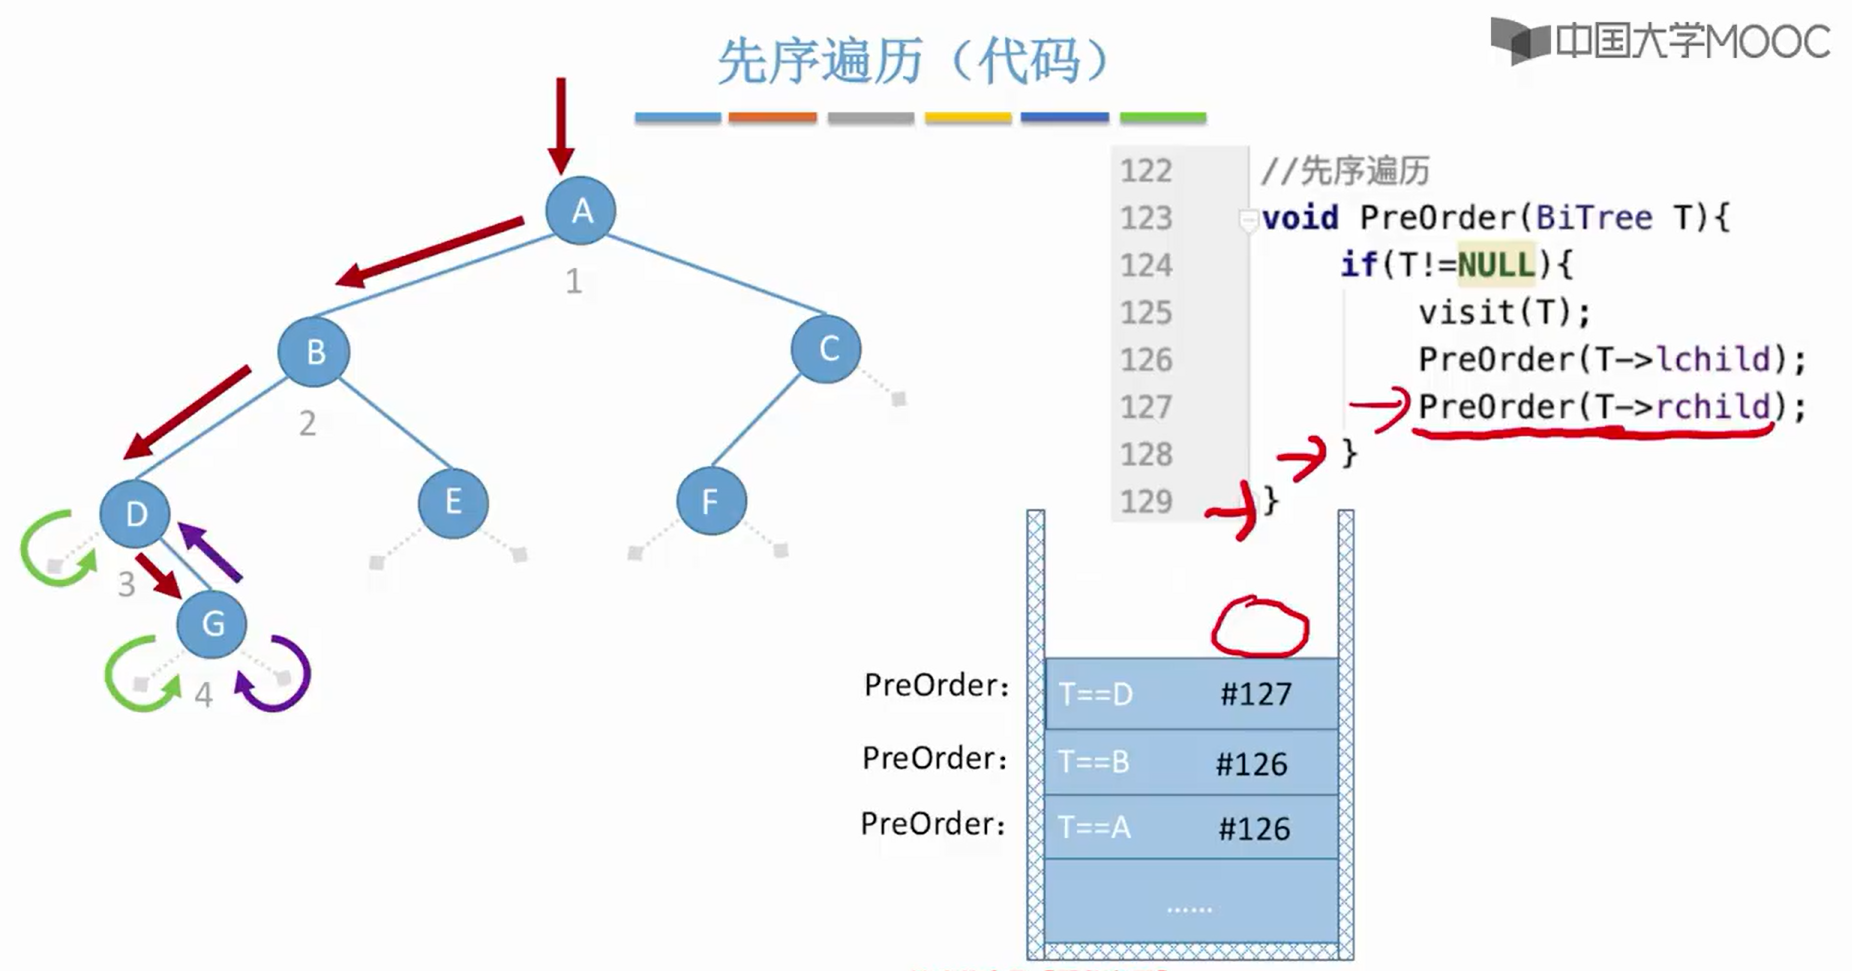 中国大学MOOC
先序遍历（代码）
A
1
B
C
2
D
E
F
3
G
4
122 //先序遍历
123 void PreOrder(BiTree T){
124 if(T!=NULL){
125 visit(T);
126 PreOrder(T->lchild);
127 PreOrder(T->rchild);
128 }
129 }
PreOrder： T==D #127
PreOrder： T==B #126
PreOrder： T==A #126
……